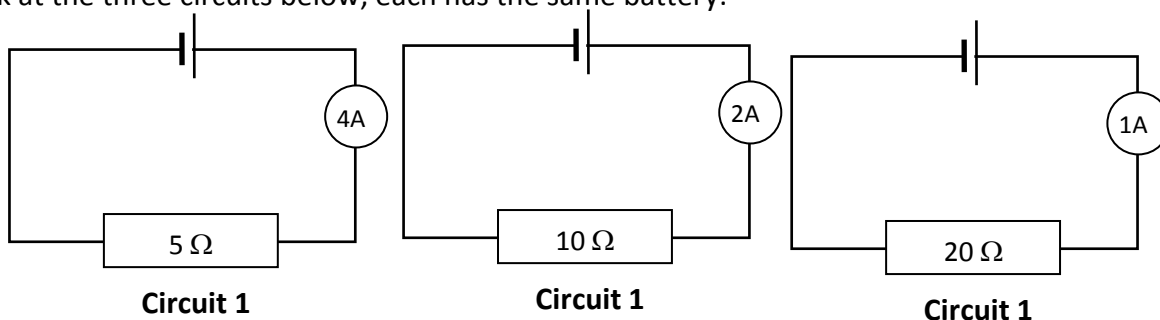 k at the three circuits below, each has the same battery.
4A
2A
1A
5 Ω
10 Ω
20 Ω
Circuit 1
Circuit 1
Circuit 1